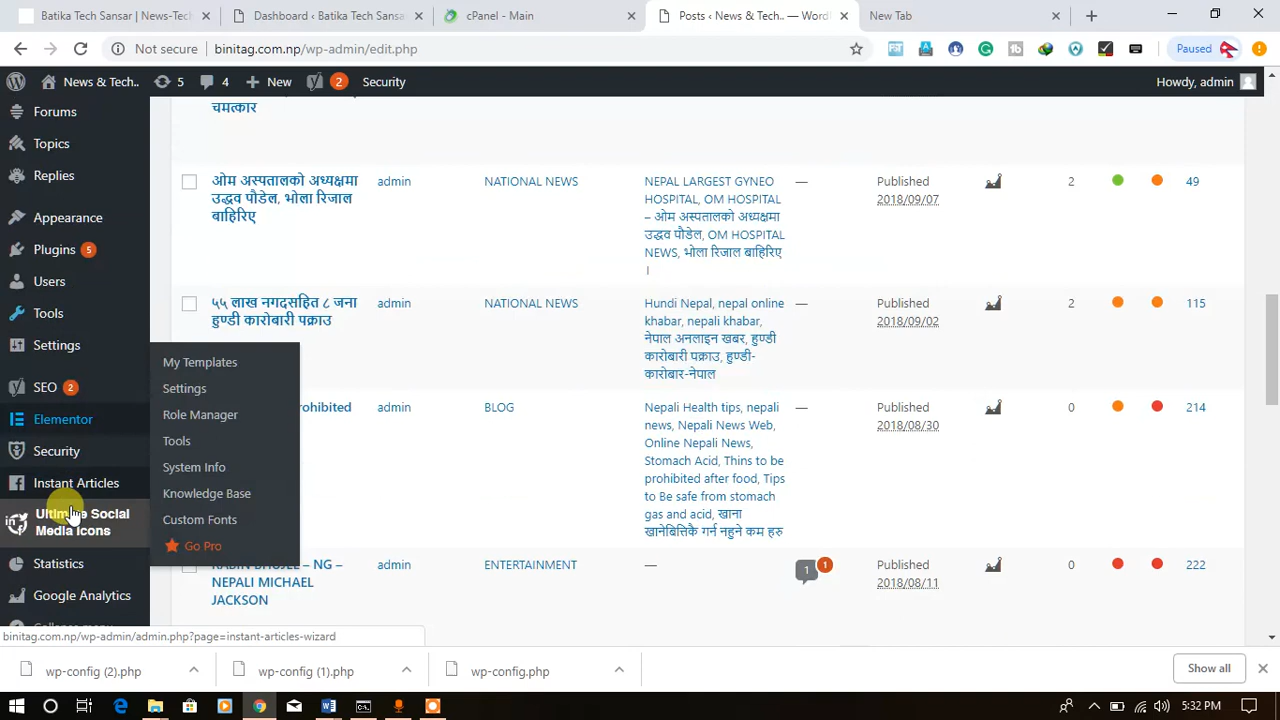 Batika Tech Sansar | News-Tech
Dashboard ‹ Batika Tech Sansa
cPanel - Main
Posts ‹ News & Tech.. — Word
New Tab
Not secure
binitag.com.np/wp-admin/edit.php
Paused
News & Tech..
5
4
New
2
Security
Howdy, admin
Forums
Topics
Replies
Appearance
Plugins 5
Users
Tools
Settings
SEO 2
Elementor
Security
Instant Articles
Ultimate Social
Media Icons
Statistics
Google Analytics
Collapse menu
My Templates
Settings
Role Manager
Tools
System Info
Knowledge Base
Custom Fonts
Go Pro
चमत्कार
ओम अस्पतालको अध्यक्षमा
उद्धव पौडेल, भोला रिजाल
बाहिरिए
admin
NATIONAL NEWS
NEPAL LARGEST GYNEO
HOSPITAL, OM HOSPITAL
– ओम अस्पतालको अध्यक्षमा
उद्धव पौडेल, OM HOSPITAL
NEWS, भोला रिजाल बाहिरिए
।
—
Published
2018/09/07
2
49
५५ लाख नगदसहित ८ जना
हुण्डी कारोबारी पक्राउ
admin
NATIONAL NEWS
Hundi Nepal, nepal online
khabar, nepali khabar,
नेपाल अनलाइन खबर, हुण्डी
कारोबारी पक्राउ, हुण्डी-
कारोबार-नेपाल
—
Published
2018/09/02
2
115
admin
BLOG
Nepali Health tips, nepali
news, Nepali News Web,
Online Nepali News,
Stomach Acid, Thins to be
prohibited after food, Tips
to Be safe from stomach
gas and acid, खाना
खानेबित्तिकै गर्न नहुने कम हरु
—
Published
2018/08/30
0
214
– NG –
NEPALI MICHAEL
JACKSON
admin
ENTERTAINMENT
—
1
1
Published
2018/08/11
0
222
binitag.com.np/wp-admin/admin.php?page=instant-articles-wizard
wp-config (2).php
wp-config (1).php
wp-config.php
Show all
5:32 PM